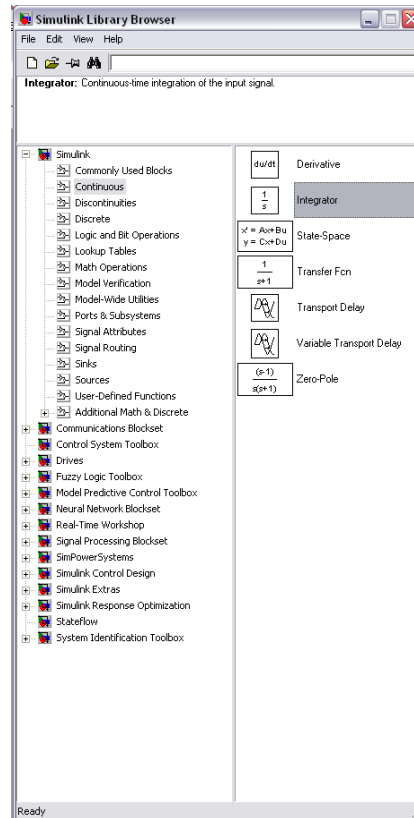 Simulink Library Browser
File Edit View Help
Integrator: Continuous-time integration of the input signal.
Simulink
Commonly Used Blocks
Continuous
Discontinuities
Discrete
Logic and Bit Operations
Lookup Tables
Math Operations
Model Verification
Model-Wide Utilities
Ports & Subsystems
Signal Attributes
Signal Routing
Sinks
Sources
User-Defined Functions
Additional Math & Discrete
Communications Blockset
Control System Toolbox
Drives
Fuzzy Logic Toolbox
Model Predictive Control Toolbox
Neural Network Blockset
Real-Time Workshop
Signal Processing Blockset
SimPowerSystems
Simulink Control Design
Simulink Extras
Simulink Response Optimization
Stateflow
System Identification Toolbox
du/dt Derivative
1
s
Integrator
x' = Ax+Bu
y = Cx+Du
State-Space
1
s+1
Transfer Fcn
Transport Delay
Variable Transport Delay
(s-1)
s(s+1)
Zero-Pole
Ready